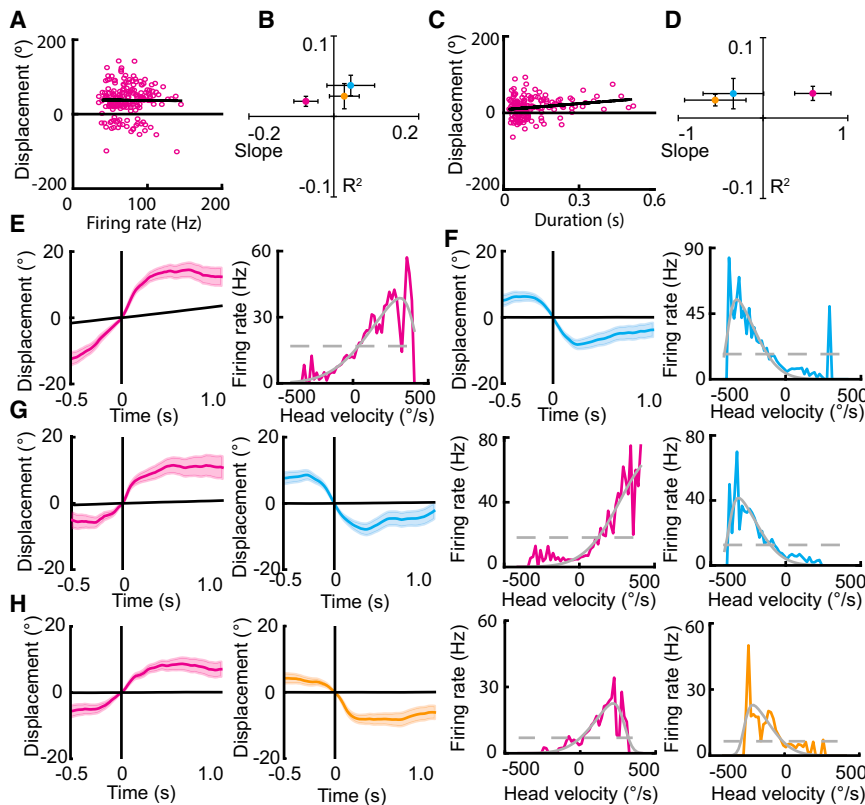 A
B
C
D
Displacement (º)
200
0
-200
0
100
200
Firing rate (Hz)
0.1
-0.2
0.2
Slope
-0.1
R²
Displacement (º)
200
0
-200
0
0.2
0.4
0.6
Duration (s)
0.1
-1
1
Slope
-0.1
R²
E
F
Displacement (°)
20
0
-20
-0.5
0
1.0
Time (s)
Firing rate (Hz)
60
30
0
-500
0
500
Head velocity (°/s)
Displacement (°)
20
0
-20
-0.5
0
1.0
Time (s)
Firing rate (Hz)
90
45
0
-500
0
500
Head velocity (°/s)
G
Displacement (°)
20
0
-20
-0.5
0
1.0
Time (s)
Displacement (°)
20
0
-20
-0.5
0
1.0
Time (s)
Firing rate (Hz)
80
40
0
-500
0
500
Head velocity (°/s)
Firing rate (Hz)
80
40
0
-500
0
500
Head velocity (°/s)
H
Displacement (°)
20
0
-20
-0.5
0
1.0
Time (s)
Displacement (°)
20
0
-20
-0.5
0
1.0
Time (s)
Firing rate (Hz)
60
30
0
-500
0
500
Head velocity (°/s)
Firing rate (Hz)
60
30
0
-500
0
500
Head velocity (°/s)